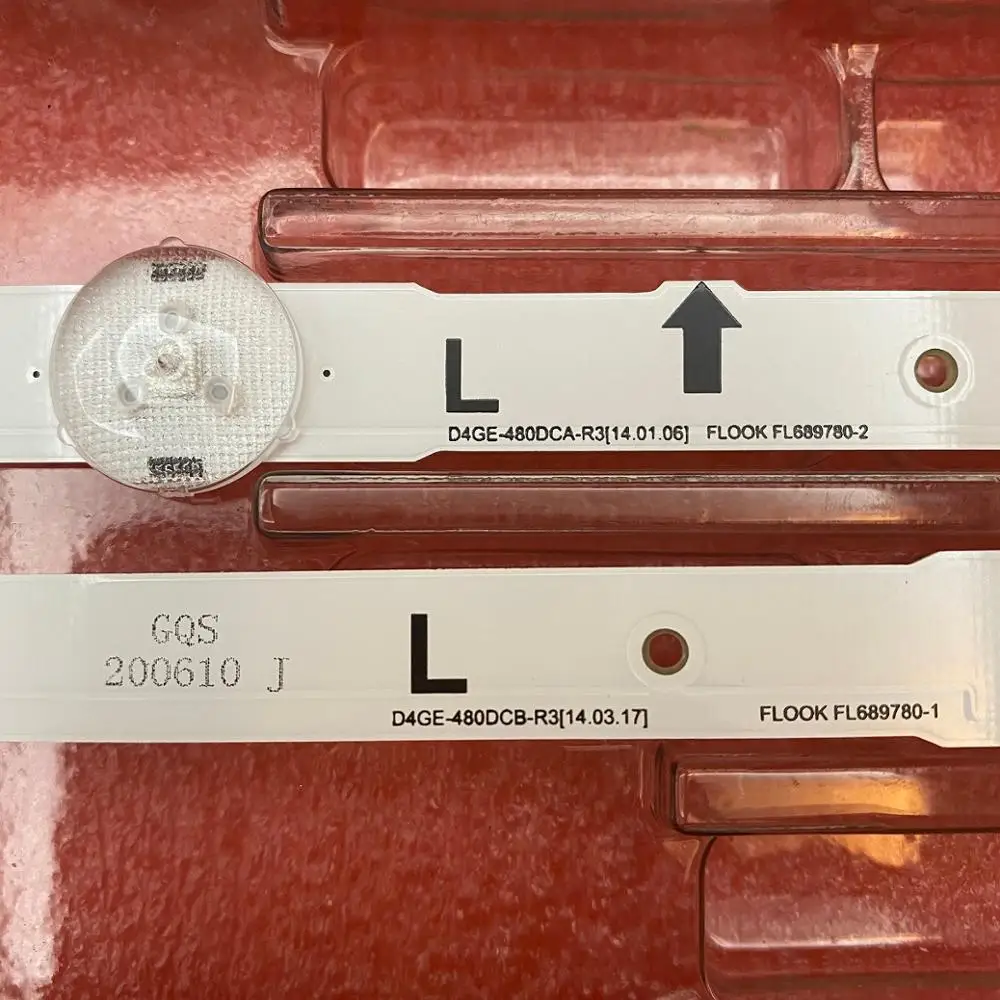 L
D4GE-480DCA-R3[14.01.06] FLOOK FL689780-2
GQS
200610 J
L
D4GE-480DCB-R3[14.03.17] FLOOK FL689780-1